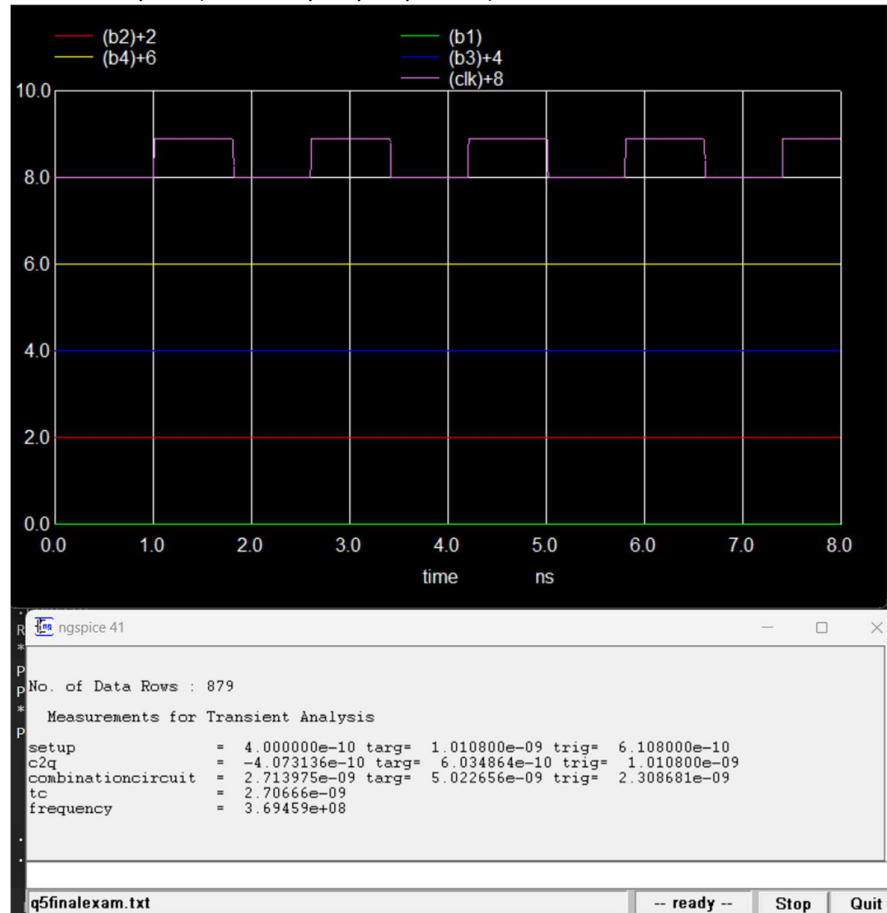 (b2)+2 (b1)
(b4)+6 (b3)+4
(clk)+8
10.0
8.0
6.0
4.0
2.0
0.0
0.0 1.0 2.0 3.0 4.0 5.0 6.0 7.0 8.0
time ns
ngspice 41
No. of Data Rows : 879
Measurements for Transient Analysis
setup = 4.000000e-10 targ= 1.010800e-09 trig= 6.108000e-10
c2q = -4.073136e-10 targ= 6.034864e-10 trig= 1.010800e-09
combinationcircuit = 2.713975e-09 targ= 5.022656e-09 trig= 2.308681e-09
tc = 2.70666e-09
frequency = 3.69459e+08
q5finalexam.txt -- ready -- Stop Quit